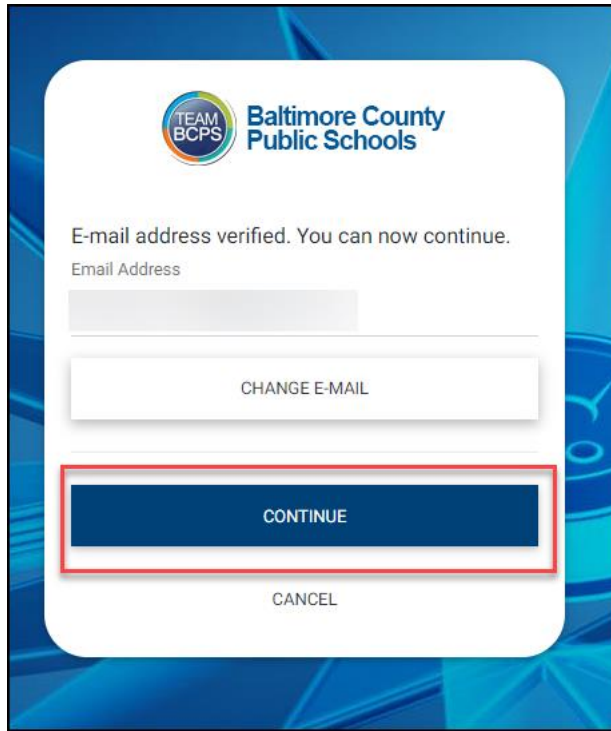 TEAM
BCPS
Baltimore County
Public Schools
E-mail address verified. You can now continue.
Email Address
CHANGE E-MAIL
CONTINUE
CANCEL